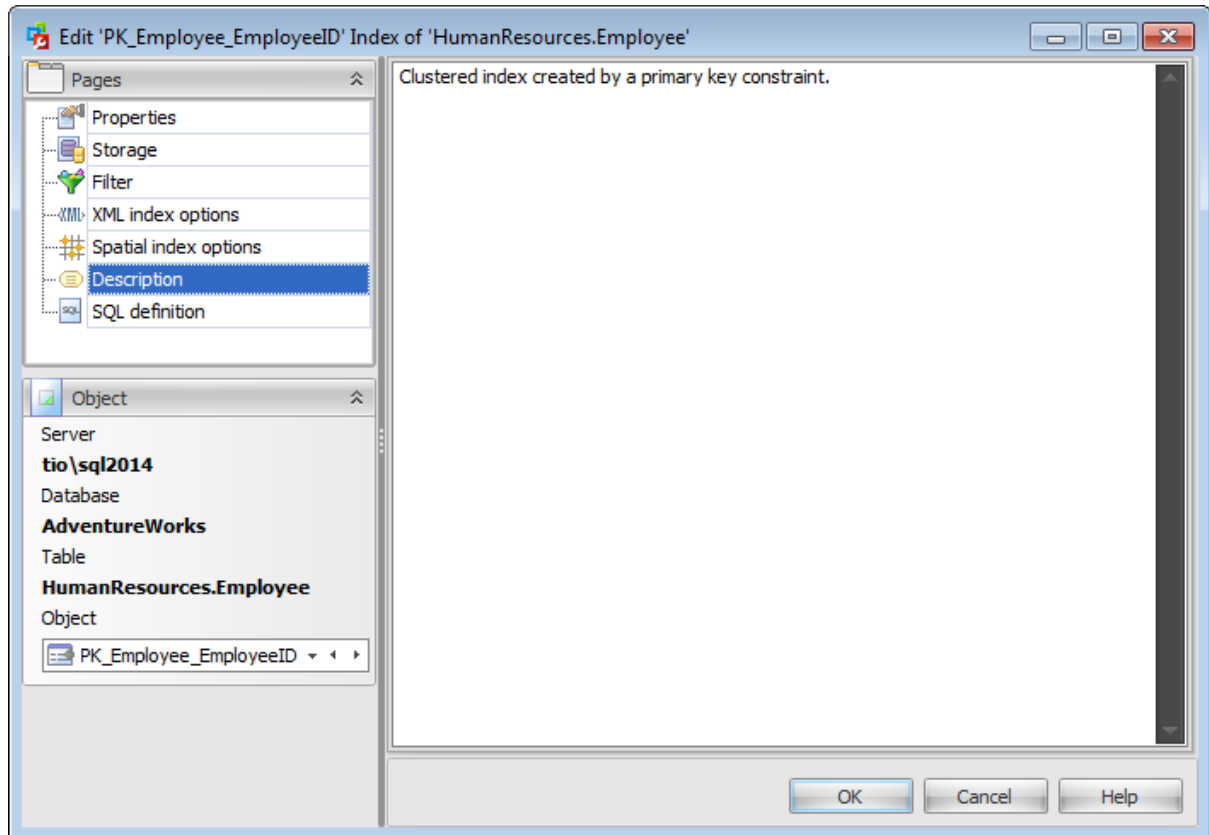 Edit 'PK_Employee_EmployeeID' Index of 'HumanResources.Employee'
Pages
Properties
Storage
Filter
XML index options
Spatial index options
Description
SQL definition
Object
Server
tio\sql2014
Database
AdventureWorks
Table
HumanResources.Employee
Object
PK_Employee_EmployeeID
Clustered index created by a primary key constraint.
OK
Cancel
Help